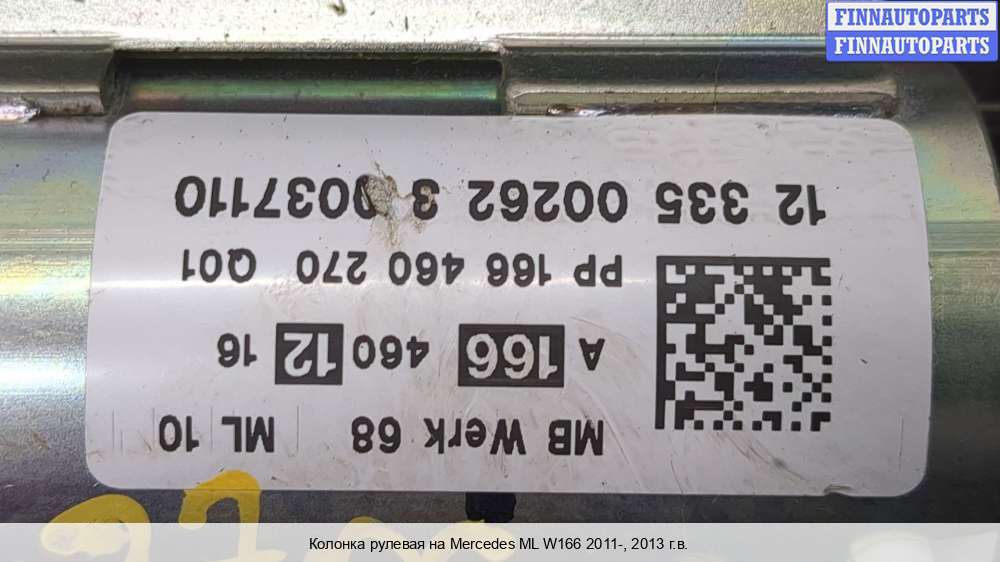 FINNAUTOPARTS
FINNAUTOPARTS
MB Werk 68 ML 10
A 166 460 12 16
PP 166 460 270 Q01
12 335 00262 3 0037110
Колонка рулевая на Mercedes ML W166 2011-, 2013 г.в.